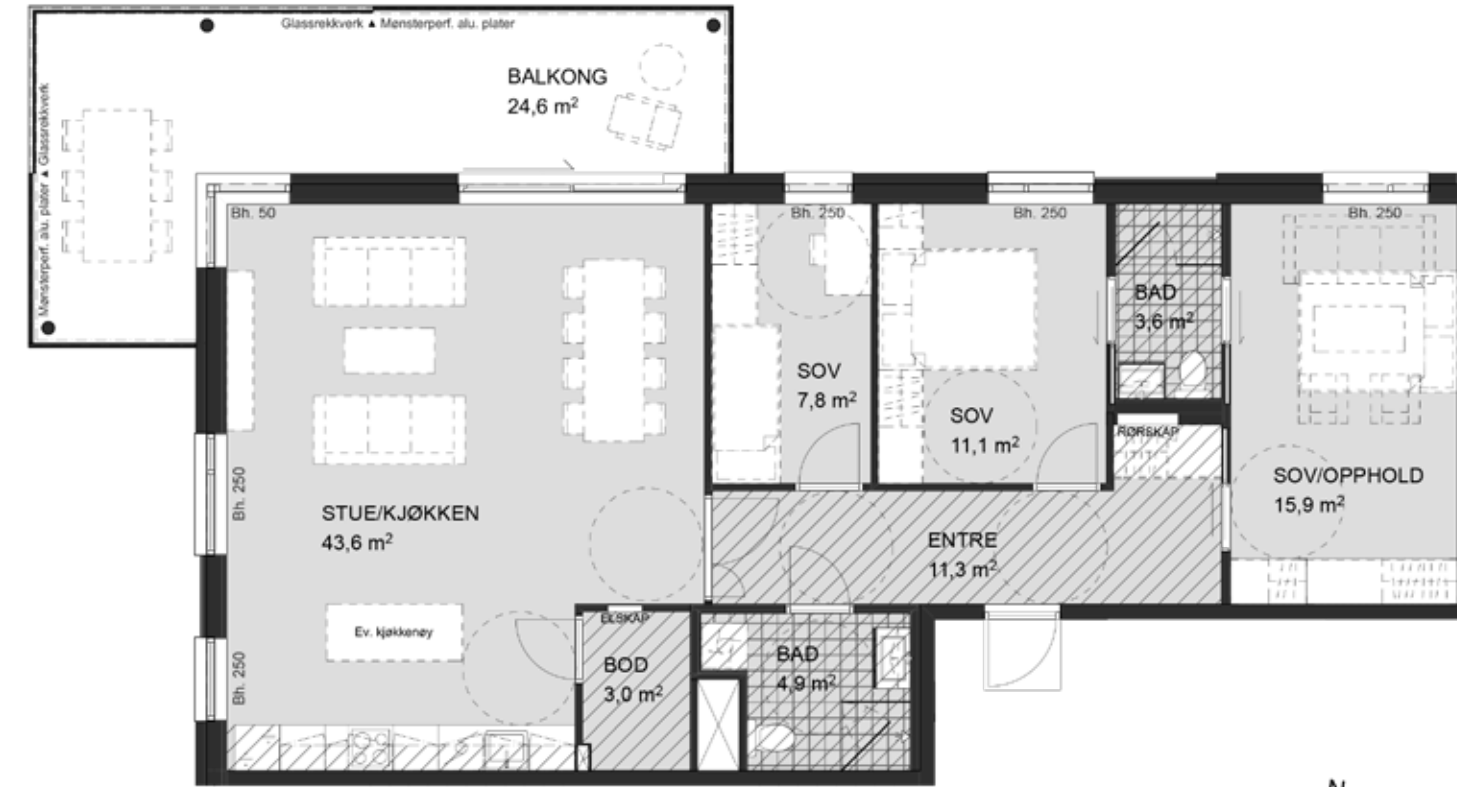 Glassrekkverk ▲ Mønsterperf. alu. plater
BALKONG
24,6 m²
Mønsterperf. alu. plater ▲ Glassrekkverk
Bh. 50
Bh. 250
Bh. 250
Bh. 250
BAD
3,6 m²
SOV
7,8 m²
SOV
11,1 m²
RØRSKAP
SOV/OPPHOLD
15,9 m²
Bh. 250
STUE/KJØKKEN
43,6 m²
ENTRE
11,3 m²
ELSKAP
Ev. kjøkkenøy
BOD
3,0 m²
BAD
4,9 m²
Bh. 250
N